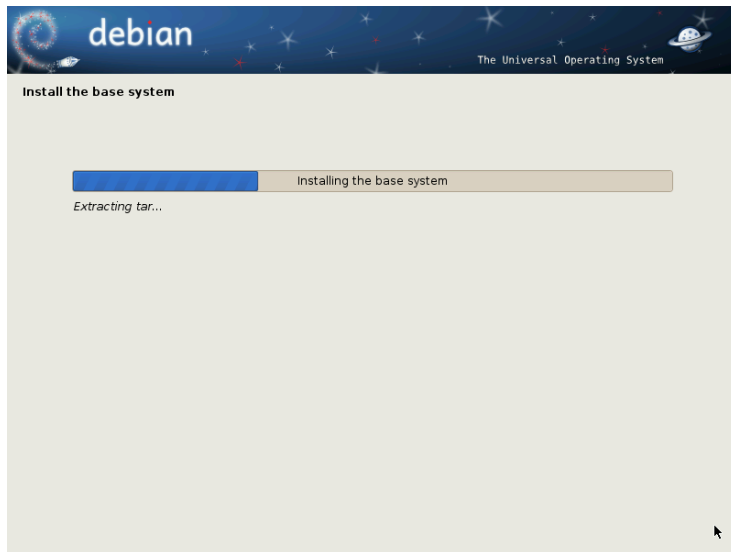 debian
The Universal Operating System
Install the base system
Installing the base system
Extracting tar...